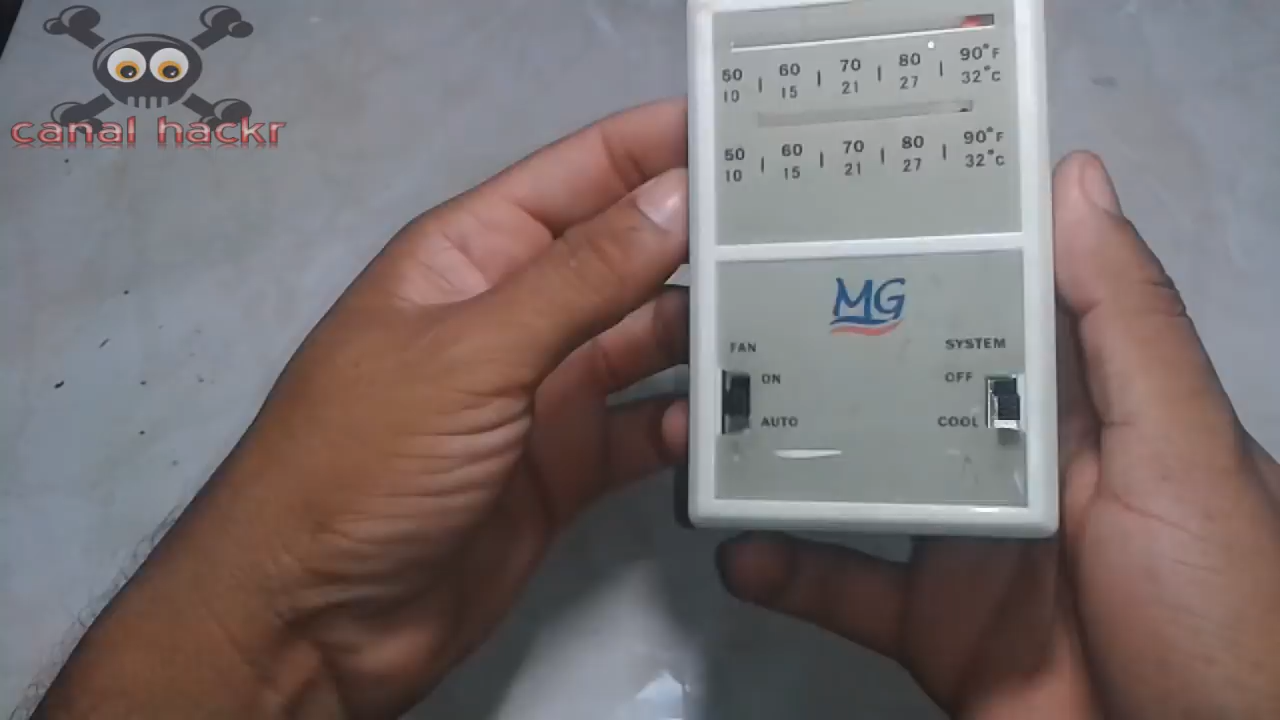 canal hackr
50 | 60 | 70 | 80 | 90°F
10 15 21 27 32°C
50 | 60 | 70 | 80 | 90°F
10 15 21 27 32°C
MG
FAN SYSTEM
ON OFF
AUTO COOL